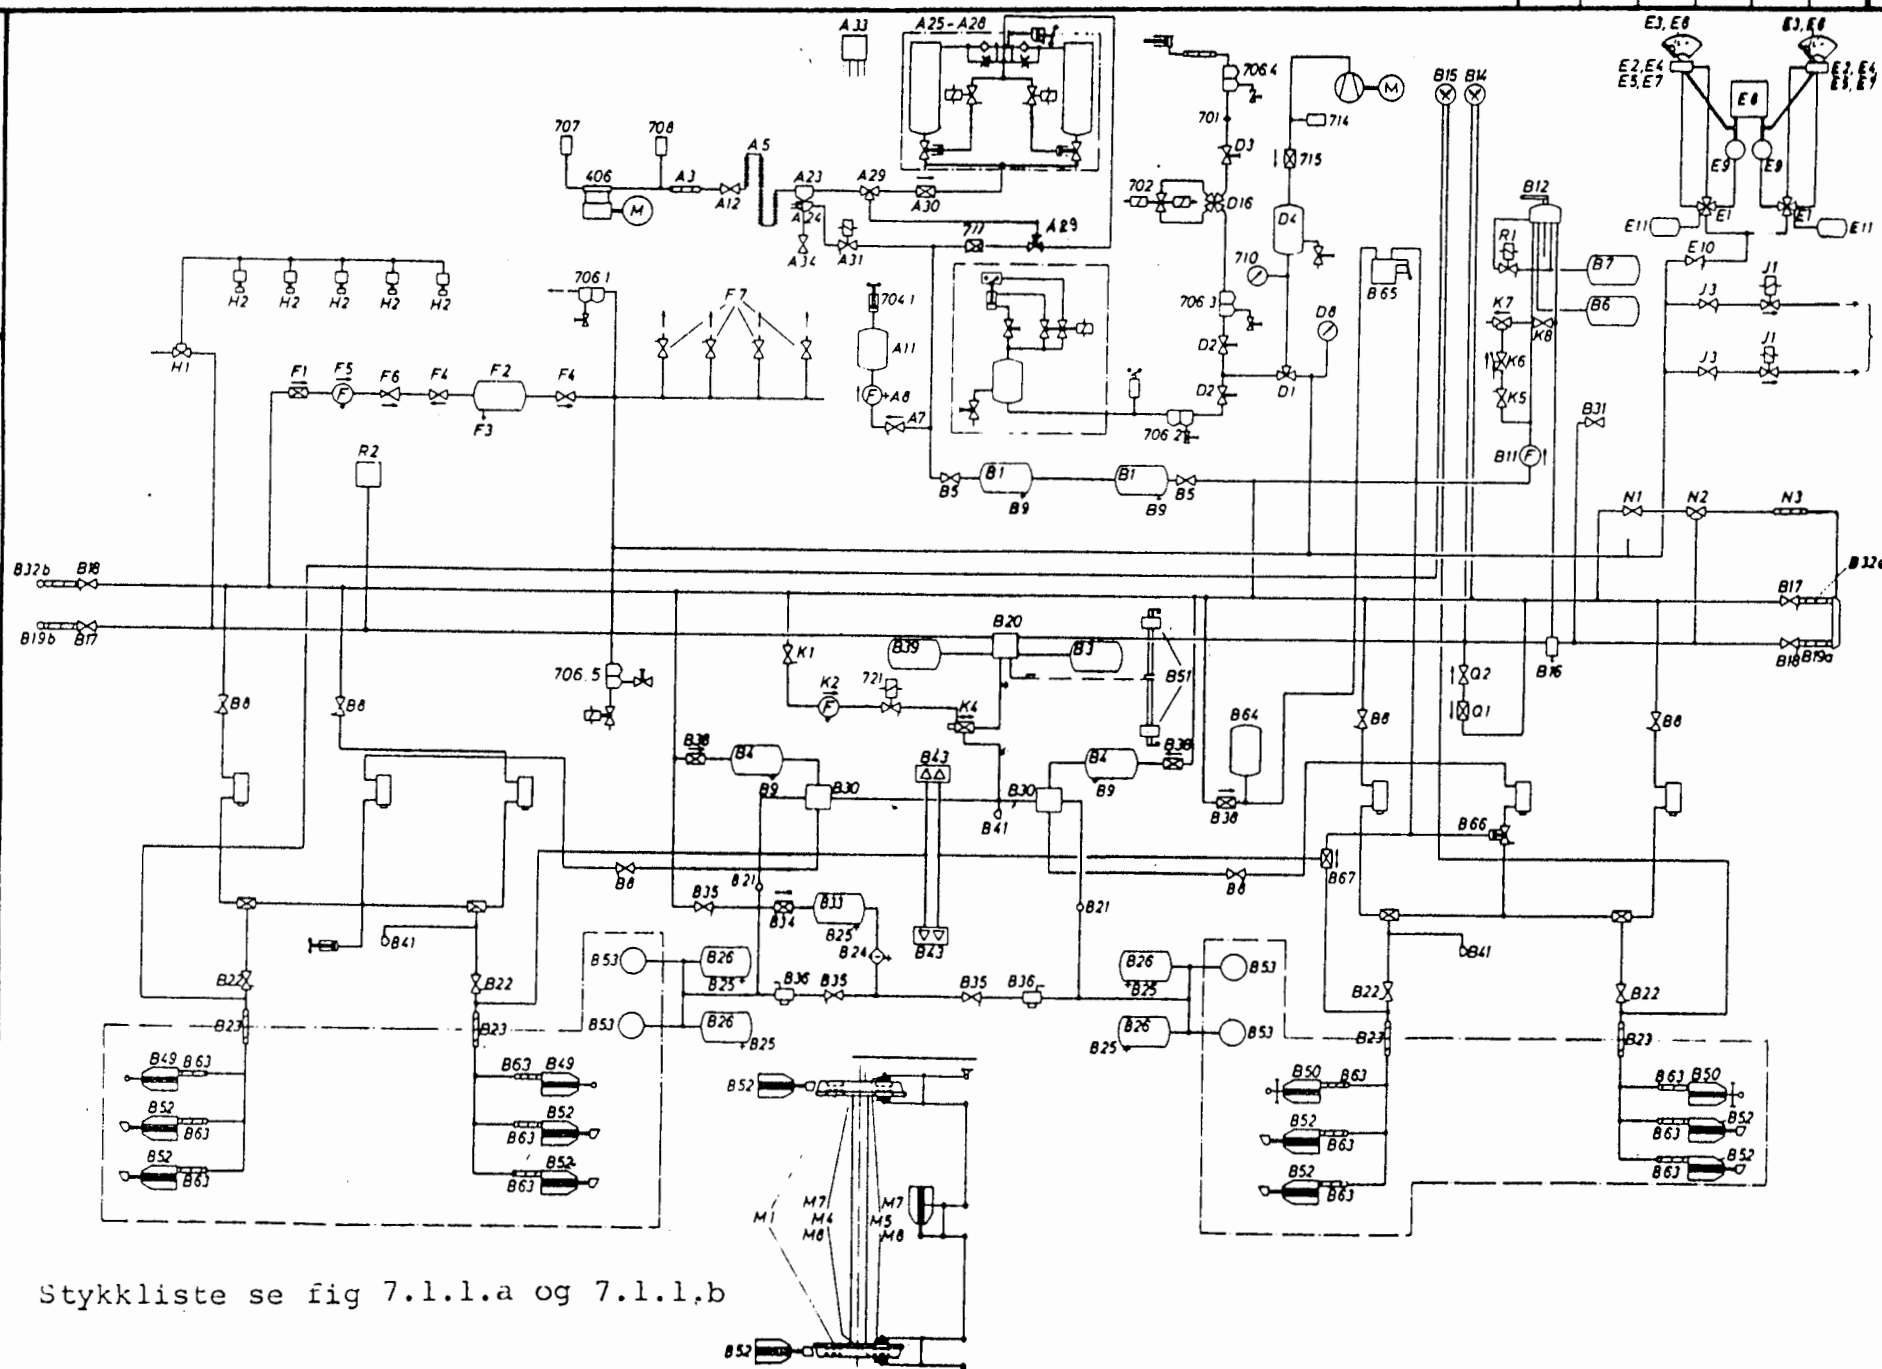 E3, E8
E3, E8
A33
A25-A28
E2, E4
E5, E7
E2, E4
E5, E7
B15
B14
706.4
M
701
714
E8
707
708
A5
D3
715
E9
E9
406
A3
A23
A29
702
B12
M
A12
A24
A30
D16
D4
E1
E1
E11
E11
A34
A31
711
A29
R1
E10
H2
H2
H2
H2
H2
706.1
F7
704.1
710
706.3
D8
B65
B7
B6
J3
J1
K7
K8
H1
A11
D2
K6
F1
F5
F6
F4
F2
F4
F
F
A8
D2
D1
K5
J3
J1
F3
A7
706.2
B31
R2
B11
F
B5
B1
B1
B5
B9
B9
N1
N2
N3
B32b
B18
B17
B19b
B17
B20
B18
B19a
B39
B3
B16
K1
706.5
K2
721
B51
Q2
F
K4
B8
B8
B64
Q1
B8
B8
B38
B4
B43
B4
B38
B9
B30
B30
B9
B38
B41
B66
B8
B21
B8
B67
B35
B34
B33
B21
B25
B41
B43
B24
B41
B53
B26
B26
B53
B22
B22
B25
B36
B35
B35
B36
B25
B22
B22
B23
B23
B53
B26
B26
B53
B23
B23
B25
B25
B49
B63
B63
B49
B52
B50
B63
B63
B50
B52
B63
B52
B63
B52
B63
B63
B52
B52
B63
B52
B63
B52
B63
B63
B52
M1
M7
M4
M8
M7
M5
M8
Stykkliste se fig 7.1.1.a og 7.1.1.b
B52